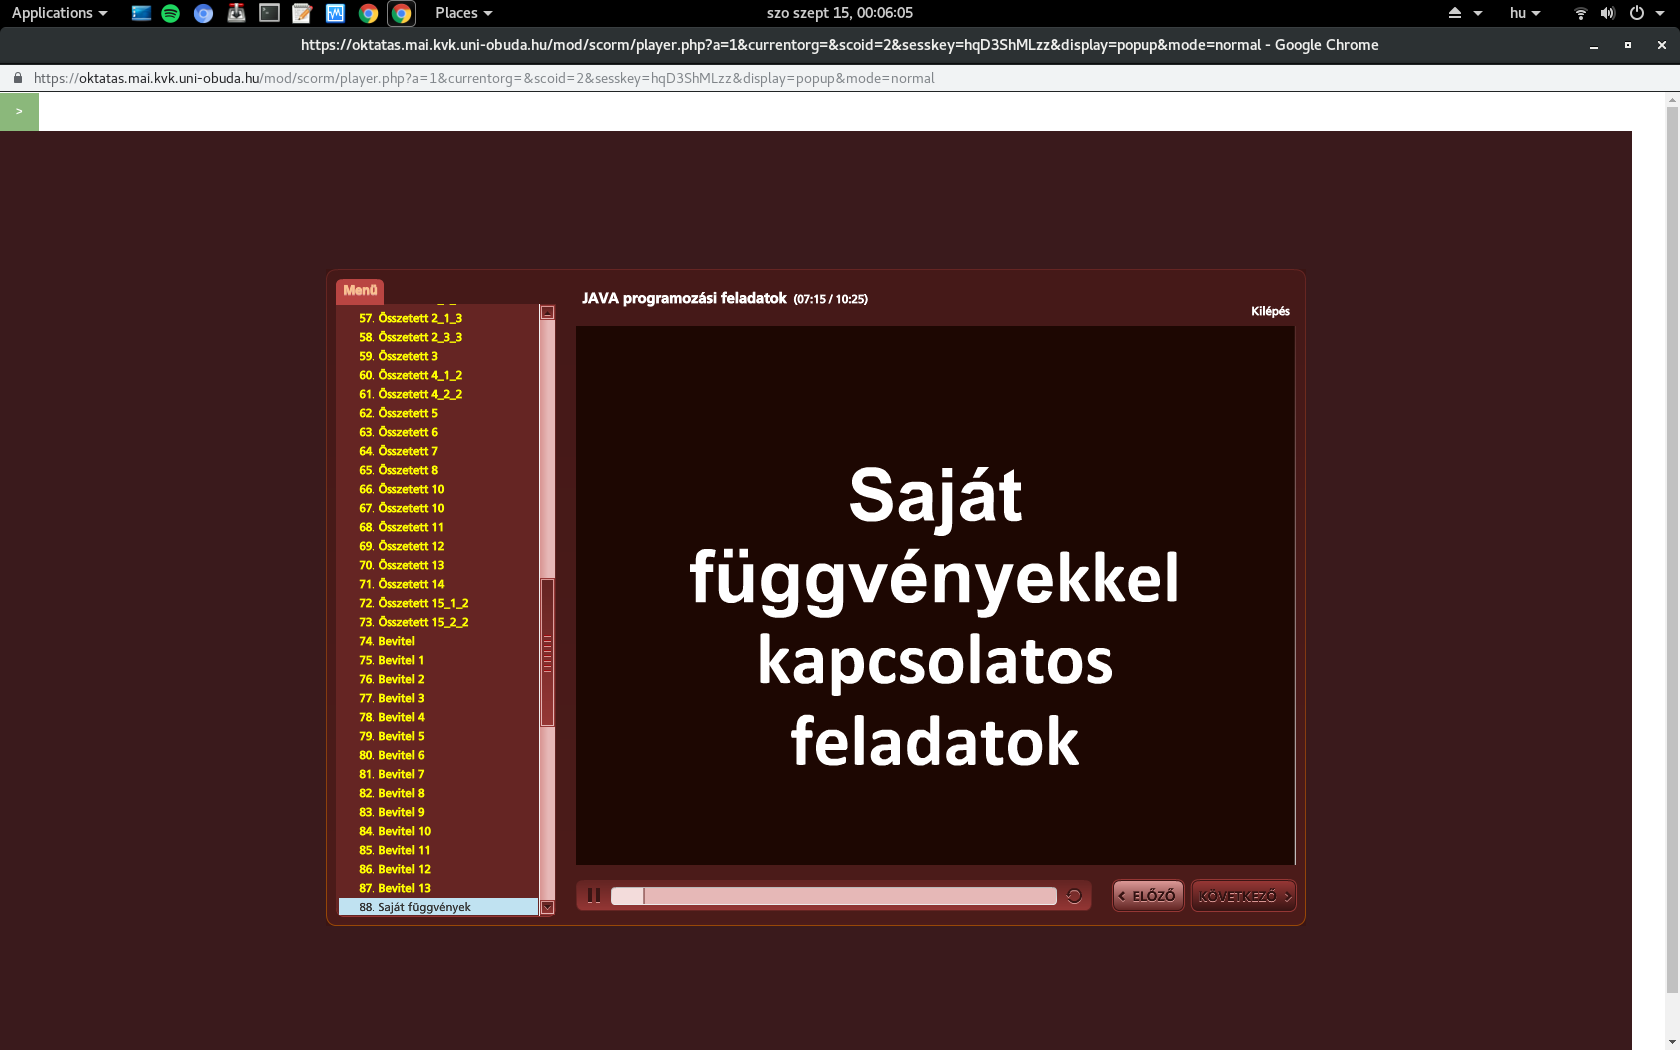 Applications
Places
szo szept 15, 00:06:05
hu
https://oktatas.mai.kvk.uni-obuda.hu/mod/scorm/player.php?a=1&currentorg=&scoid=2&sesskey=hqD3ShMLzz&display=popup&mode=normal - Google Chrome
https://oktatas.mai.kvk.uni-obuda.hu/mod/scorm/player.php?a=1&currentorg=&scoid=2&sesskey=hqD3ShMLzz&display=popup&mode=normal
>
Menü
57. Összetett 2_1_3
58. Összetett 2_3_3
59. Összetett 3
60. Összetett 4_1_2
61. Összetett 4_2_2
62. Összetett 5
63. Összetett 6
64. Összetett 7
65. Összetett 8
66. Összetett 10
67. Összetett 10
68. Összetett 11
69. Összetett 12
70. Összetett 13
71. Összetett 14
72. Összetett 15_1_2
73. Összetett 15_2_2
74. Bevitel
75. Bevitel 1
76. Bevitel 2
77. Bevitel 3
78. Bevitel 4
79. Bevitel 5
80. Bevitel 6
81. Bevitel 7
82. Bevitel 8
83. Bevitel 9
84. Bevitel 10
85. Bevitel 11
86. Bevitel 12
87. Bevitel 13
88. Saját függvények
JAVA programozási feladatok (07:15 / 10:25)
Kilépés
Saját
függvényekkel
kapcsolatos
feladatok
< ELŐZŐ
KÖVETKEZŐ >